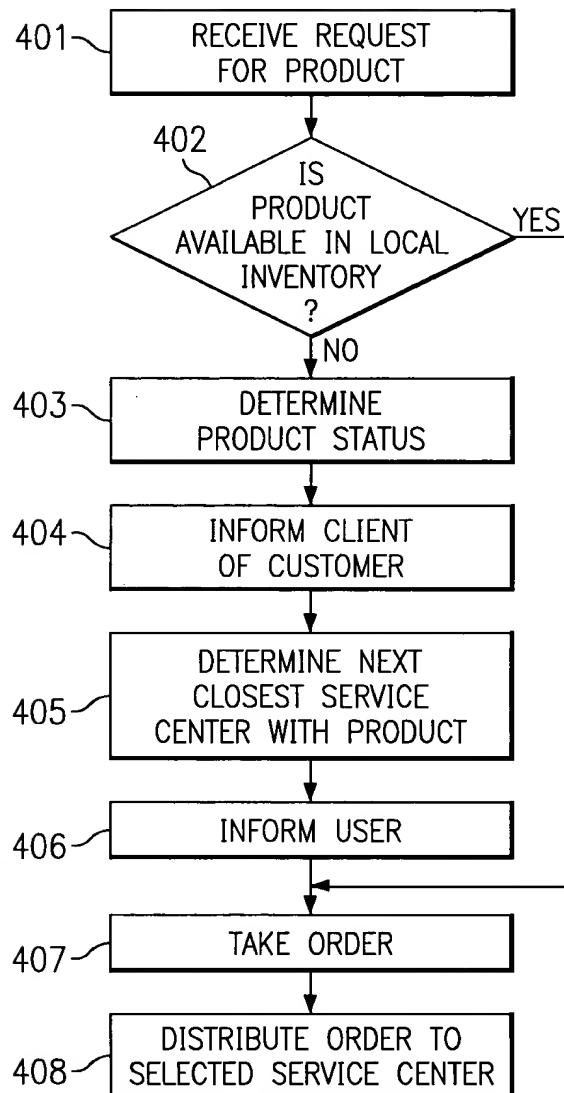 401
RECEIVE REQUEST
FOR PRODUCT
402
IS
PRODUCT
AVAILABLE IN LOCAL
INVENTORY
?
YES
NO
403
DETERMINE
PRODUCT STATUS
404
INFORM CLIENT
OF CUSTOMER
405
DETERMINE NEXT
CLOSEST SERVICE
CENTER WITH PRODUCT
406
INFORM USER
407
TAKE ORDER
408
DISTRIBUTE ORDER TO
SELECTED SERVICE CENTER